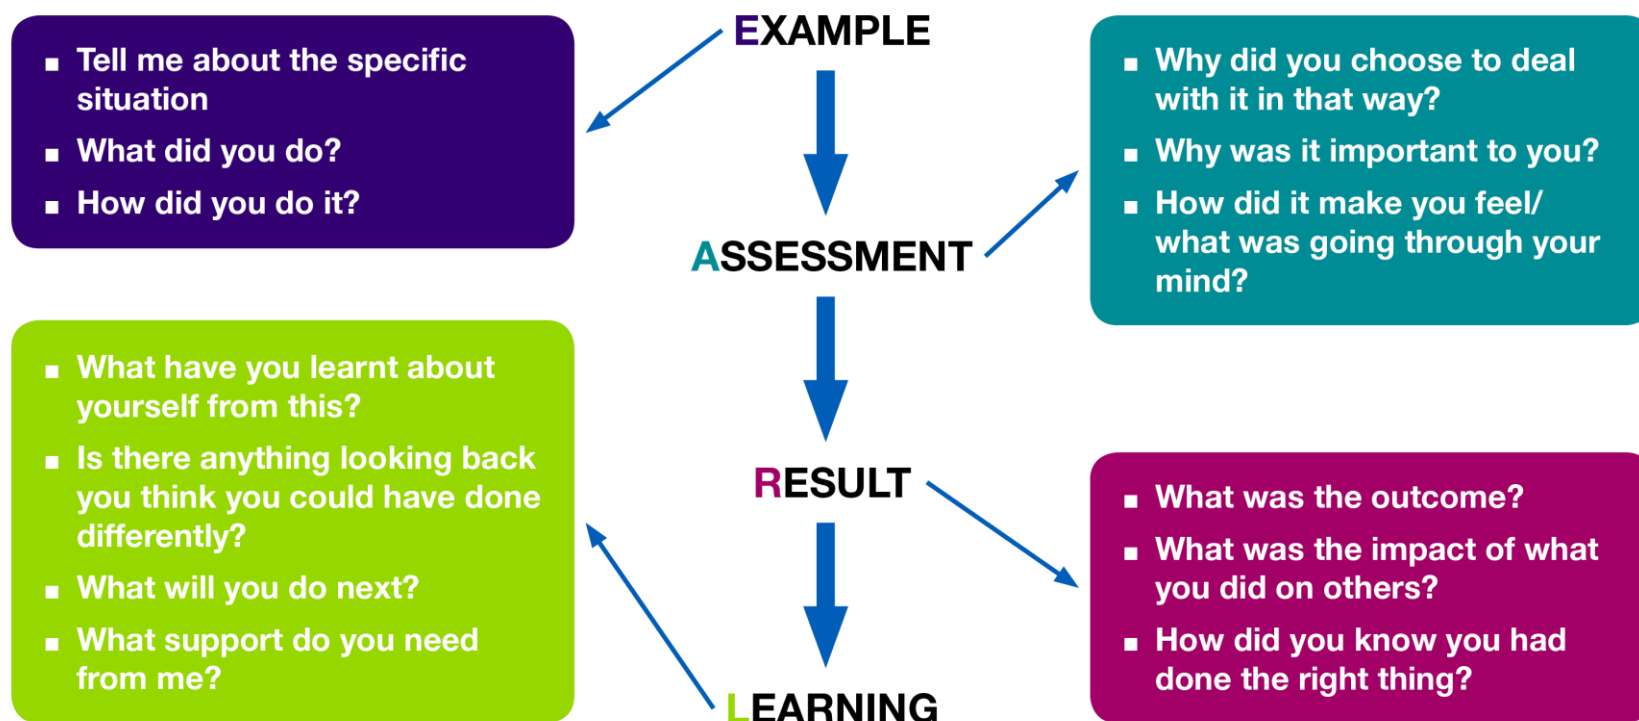 EXAMPLE
▪ Tell me about the specific
situation
▪ What did you do?
▪ How did you do it?
ASSESSMENT
▪ Why did you choose to deal
with it in that way?
▪ Why was it important to you?
▪ How did it make you feel/
what was going through your
mind?
RESULT
▪ What was the outcome?
▪ What was the impact of what
you did on others?
▪ How did you know you had
done the right thing?
LEARNING
▪ What have you learnt about
yourself from this?
▪ Is there anything looking back
you think you could have done
differently?
▪ What will you do next?
▪ What support do you need
from me?